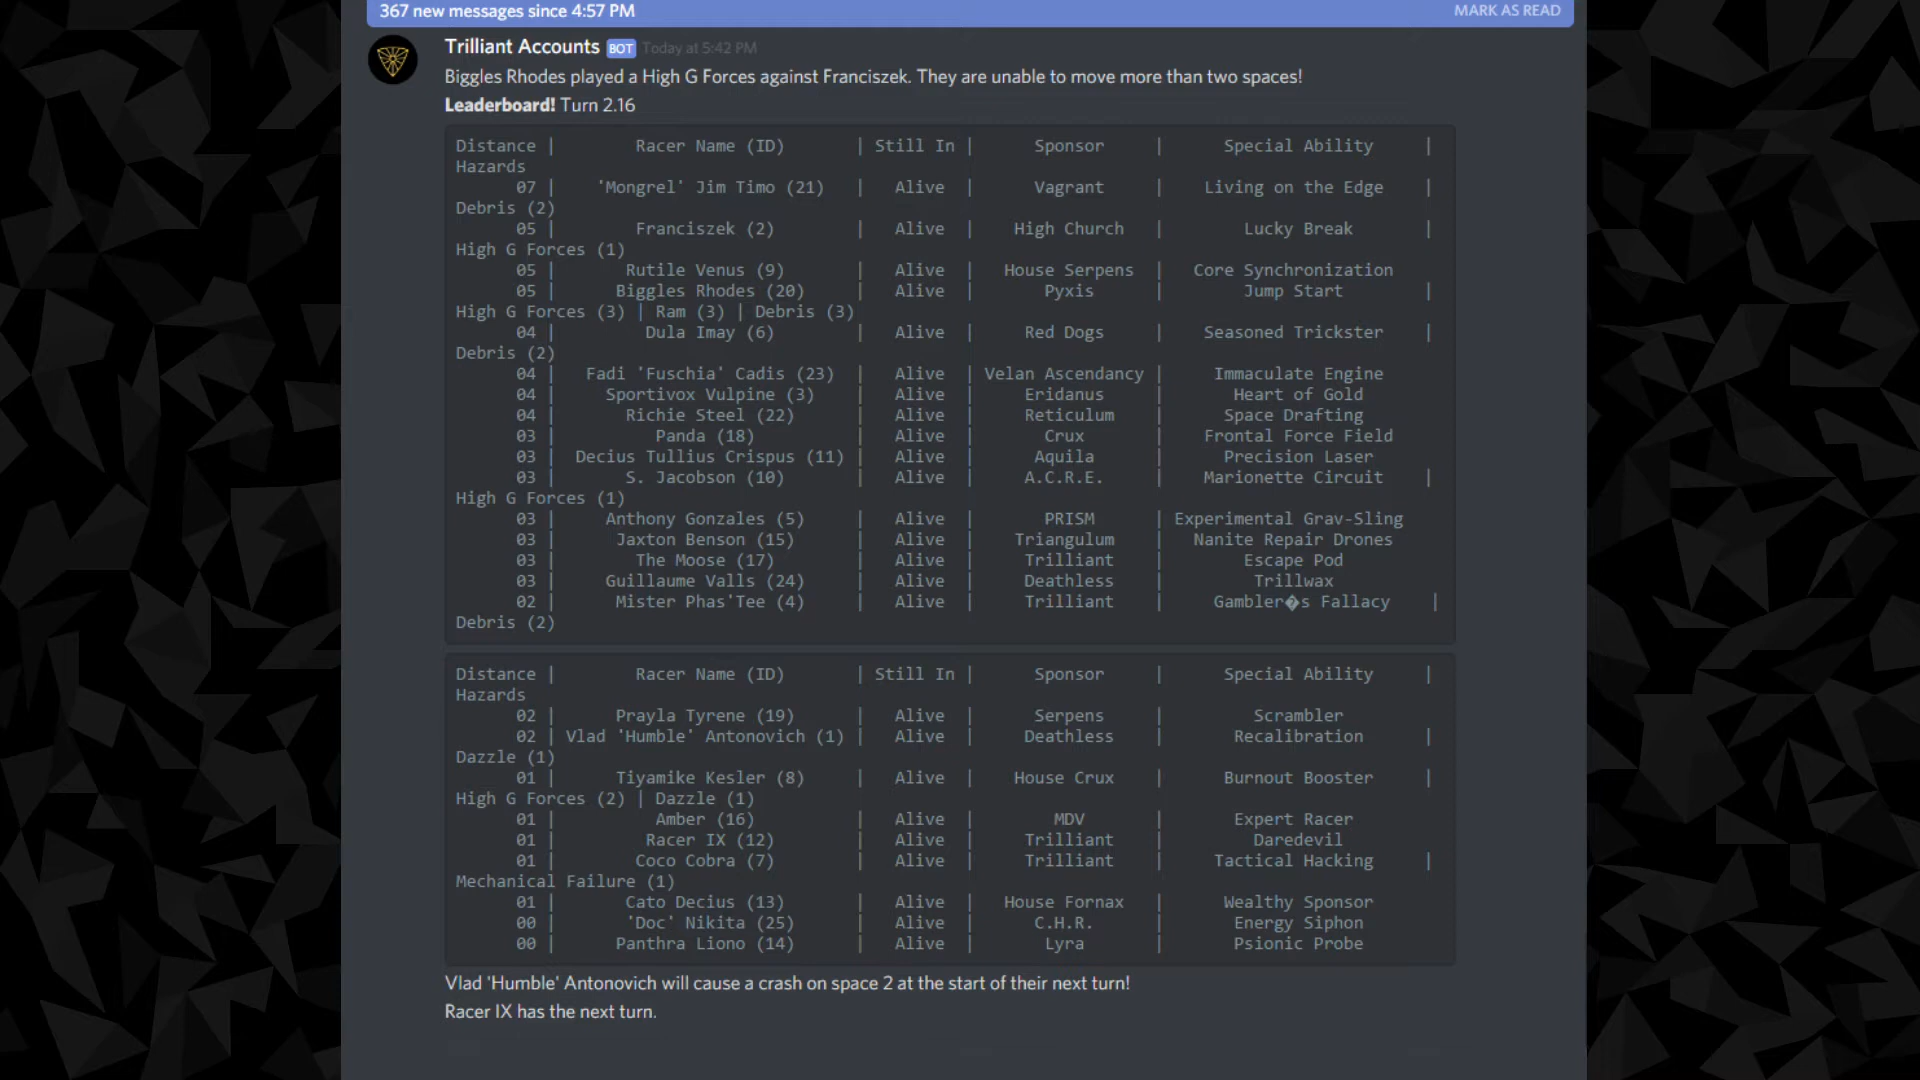 367 new messages since 4:57 PM MARK AS READ
Trilliant Accounts BOT Today at 5:42 PM
Biggles Rhodes played a High G Forces against Franciszek. They are unable to move more than two spaces!
Leaderboard! Turn 2.16
Distance | Racer Name (ID) | Still In | Sponsor | Special Ability |
Hazards
07 | 'Mongrel' Jim Timo (21) | Alive | Vagrant | Living on the Edge |
Debris (2)
05 | Franciszek (2) | Alive | High Church | Lucky Break |
High G Forces (1)
05 | Rutile Venus (9) | Alive | House Serpens | Core Synchronization
05 | Biggles Rhodes (20) | Alive | Pyxis | Jump Start |
High G Forces (3) | Ram (3) | Debris (3)
04 | Dula Imay (6) | Alive | Red Dogs | Seasoned Trickster |
Debris (2)
04 | Fadi 'Fuschia' Cadis (23) | Alive | Velan Ascendancy | Immaculate Engine
04 | Sportivox Vulpine (3) | Alive | Eridanus | Heart of Gold
04 | Richie Steel (22) | Alive | Reticulum | Space Drafting
03 | Panda (18) | Alive | Crux | Frontal Force Field
03 | Decius Tullius Crispus (11) | Alive | Aquila | Precision Laser
03 | S. Jacobson (10) | Alive | A.C.R.E. | Marionette Circuit |
High G Forces (1)
03 | Anthony Gonzales (5) | Alive | PRISM | Experimental Grav-Sling
03 | Jaxton Benson (15) | Alive | Triangulum | Nanite Repair Drones
03 | The Moose (17) | Alive | Trilliant | Escape Pod
03 | Guillaume Valls (24) | Alive | Deathless | Trillwax
02 | Mister Phas'Tee (4) | Alive | Trilliant | Gambler�s Fallacy |
Debris (2)
Distance | Racer Name (ID) | Still In | Sponsor | Special Ability |
Hazards
02 | Prayla Tyrene (19) | Alive | Serpens | Scrambler
02 | Vlad 'Humble' Antonovich (1) | Alive | Deathless | Recalibration |
Dazzle (1)
01 | Tiyamike Kesler (8) | Alive | House Crux | Burnout Booster |
High G Forces (2) | Dazzle (1)
01 | Amber (16) | Alive | MDV | Expert Racer
01 | Racer IX (12) | Alive | Trilliant | Daredevil
01 | Coco Cobra (7) | Alive | Trilliant | Tactical Hacking |
Mechanical Failure (1)
01 | Cato Decius (13) | Alive | House Fornax | Wealthy Sponsor
00 | 'Doc' Nikita (25) | Alive | C.H.R. | Energy Siphon
00 | Panthra Liono (14) | Alive | Lyra | Psionic Probe
Vlad 'Humble' Antonovich will cause a crash on space 2 at the start of their next turn!
Racer IX has the next turn.